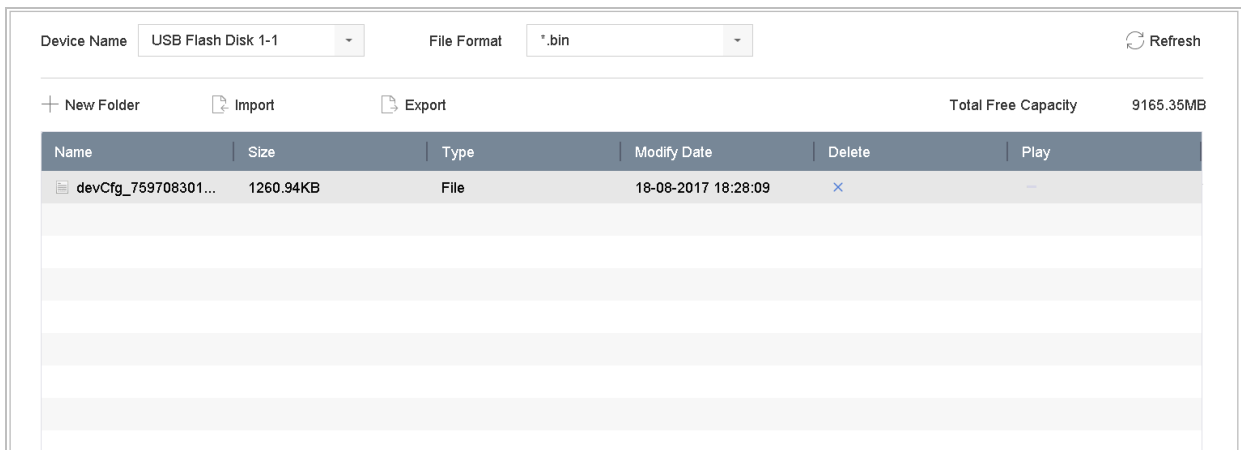 Device Name USB Flash Disk 1-1 File Format *.bin Refresh
New Folder Import Export Total Free Capacity 9165.35MB
Name Size Type Modify Date Delete Play
devCfg_759708301... 1260.94KB File 18-08-2017 18:28:09